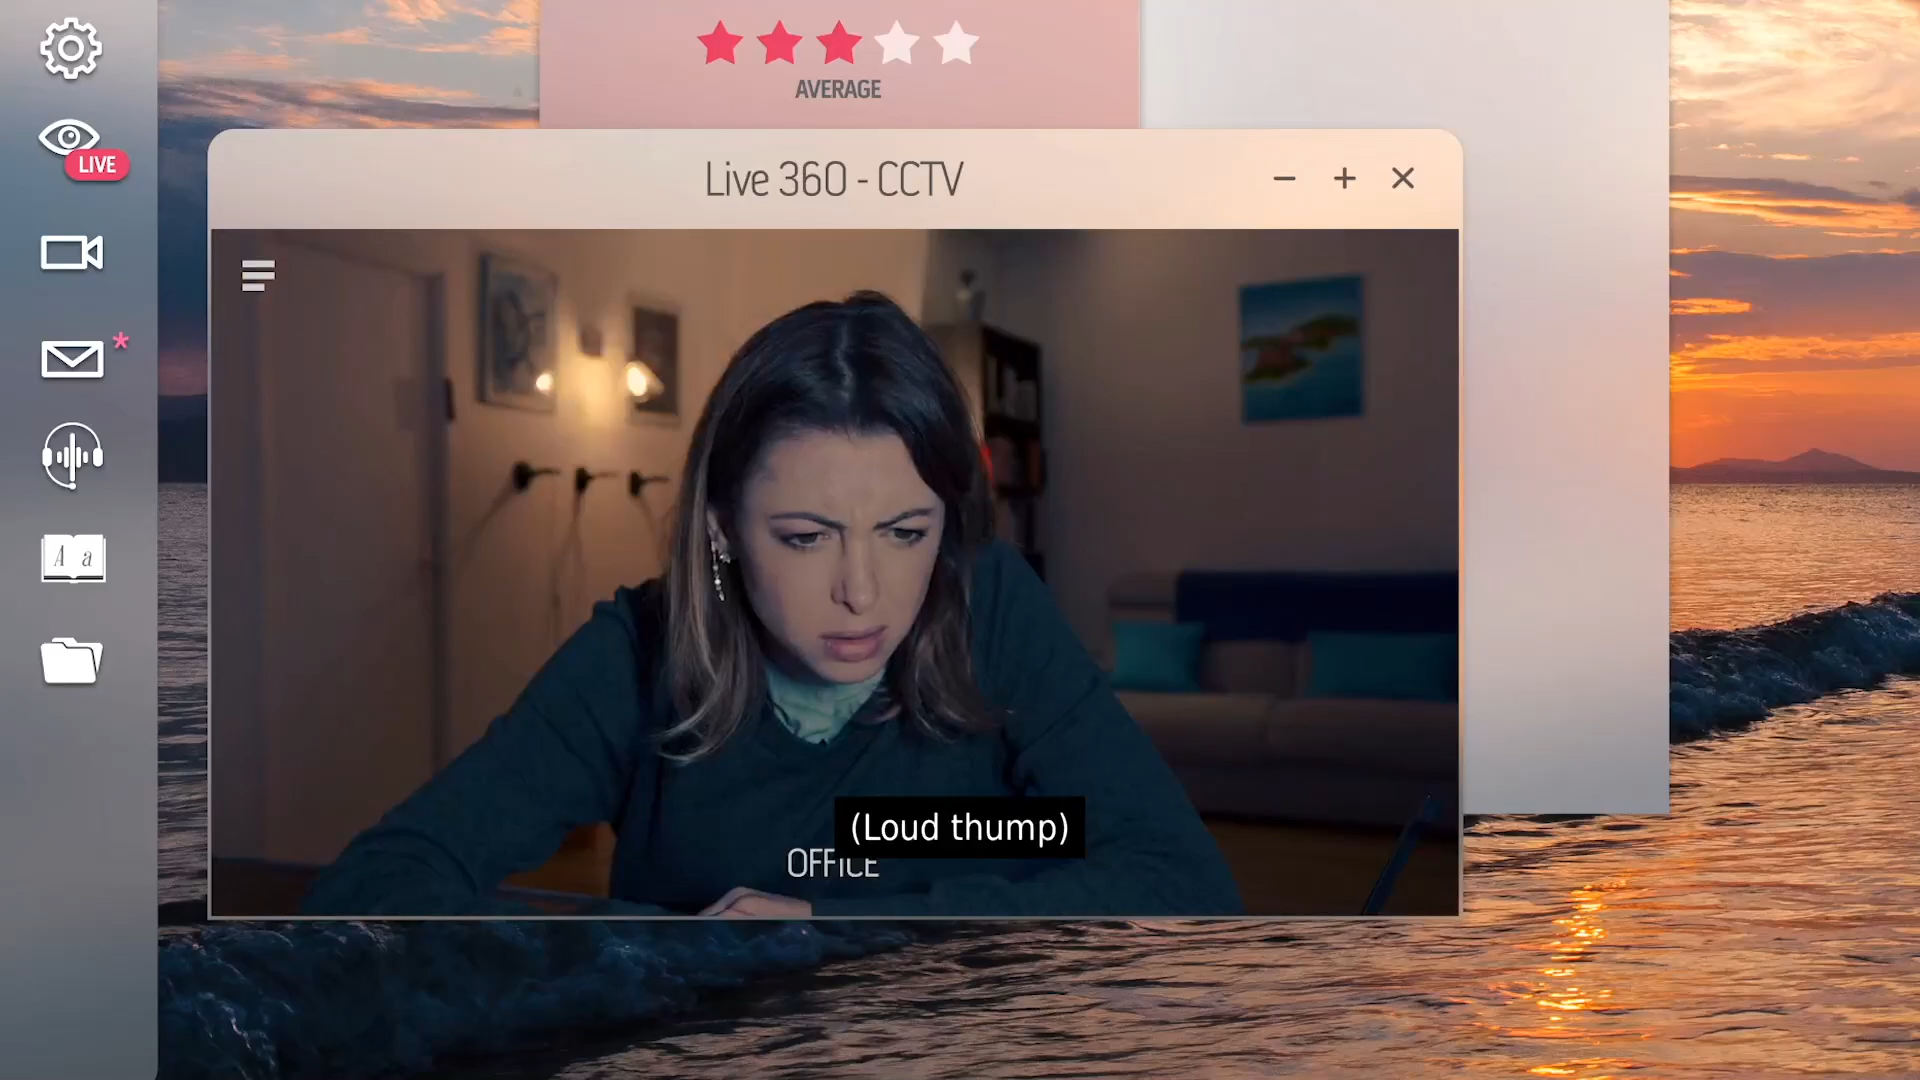 AVERAGE
LIVE
Live 360 - CCTV
A a
(Loud thump)
OFFICE